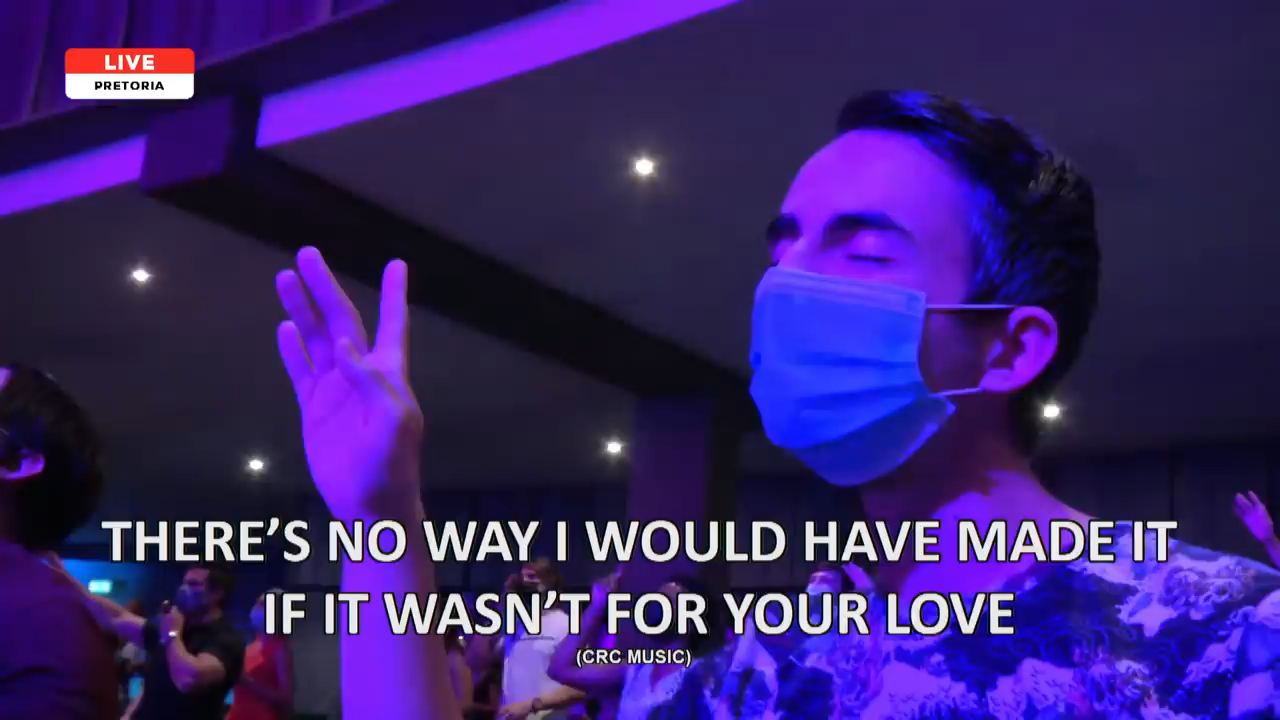 LIVE
PRETORIA
THERE’S NO WAY I WOULD HAVE MADE IT
IF IT WASN’T FOR YOUR LOVE
(CRC MUSIC)